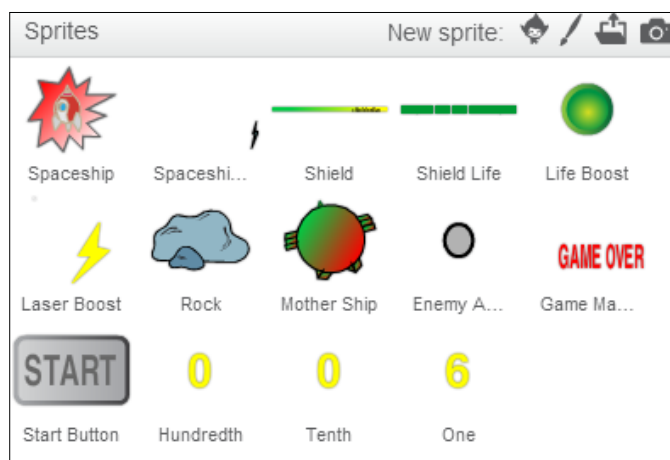 Sprites New sprite:
Spaceship Spaceshi... Shield Shield Life Life Boost
GAME OVER
Laser Boost Rock Mother Ship Enemy A... Game Ma...
START 0 0 6
Start Button Hundredth Tenth One